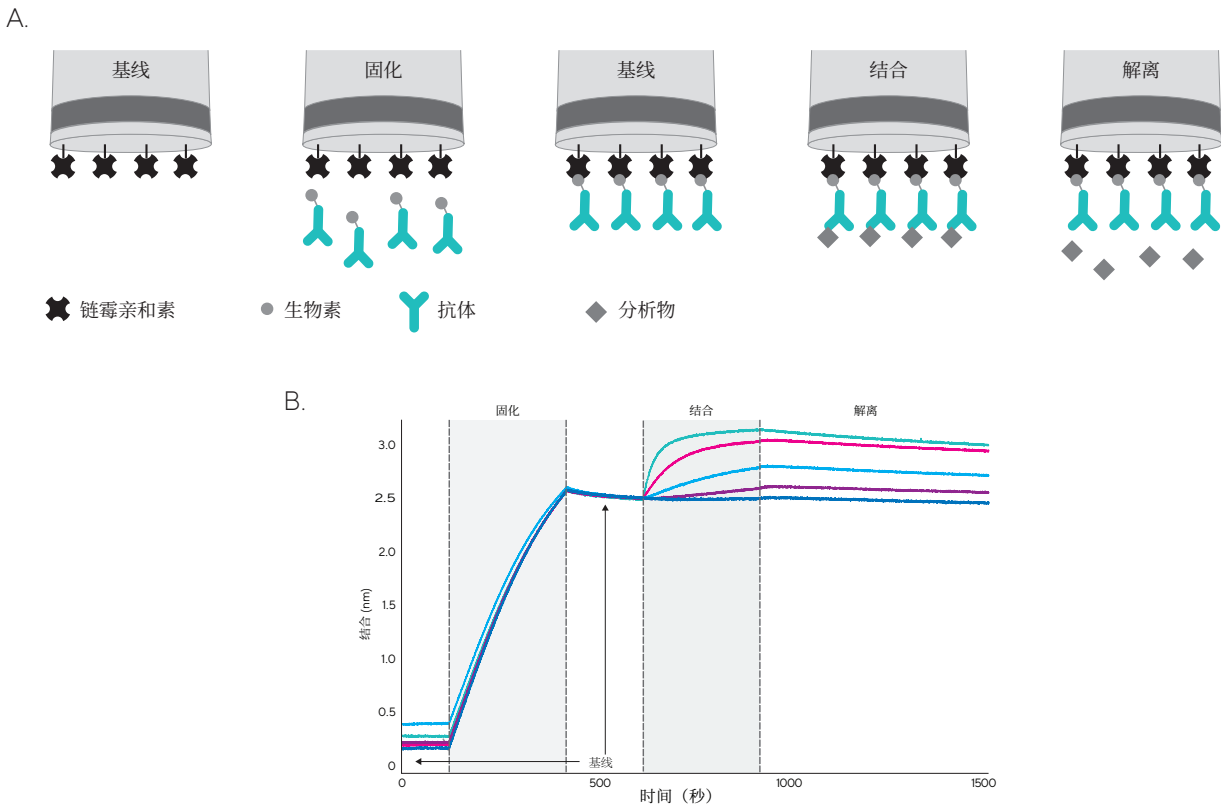 A.
基线
固化
基线
结合
解离
链霉亲和素
生物素
抗体
分析物
B.
固化
结合
解离
3.0
2.5
2.0
1.5
1.0
0.5
0
结合 (nm)
基线
0
500
1000
1500
时间（秒）